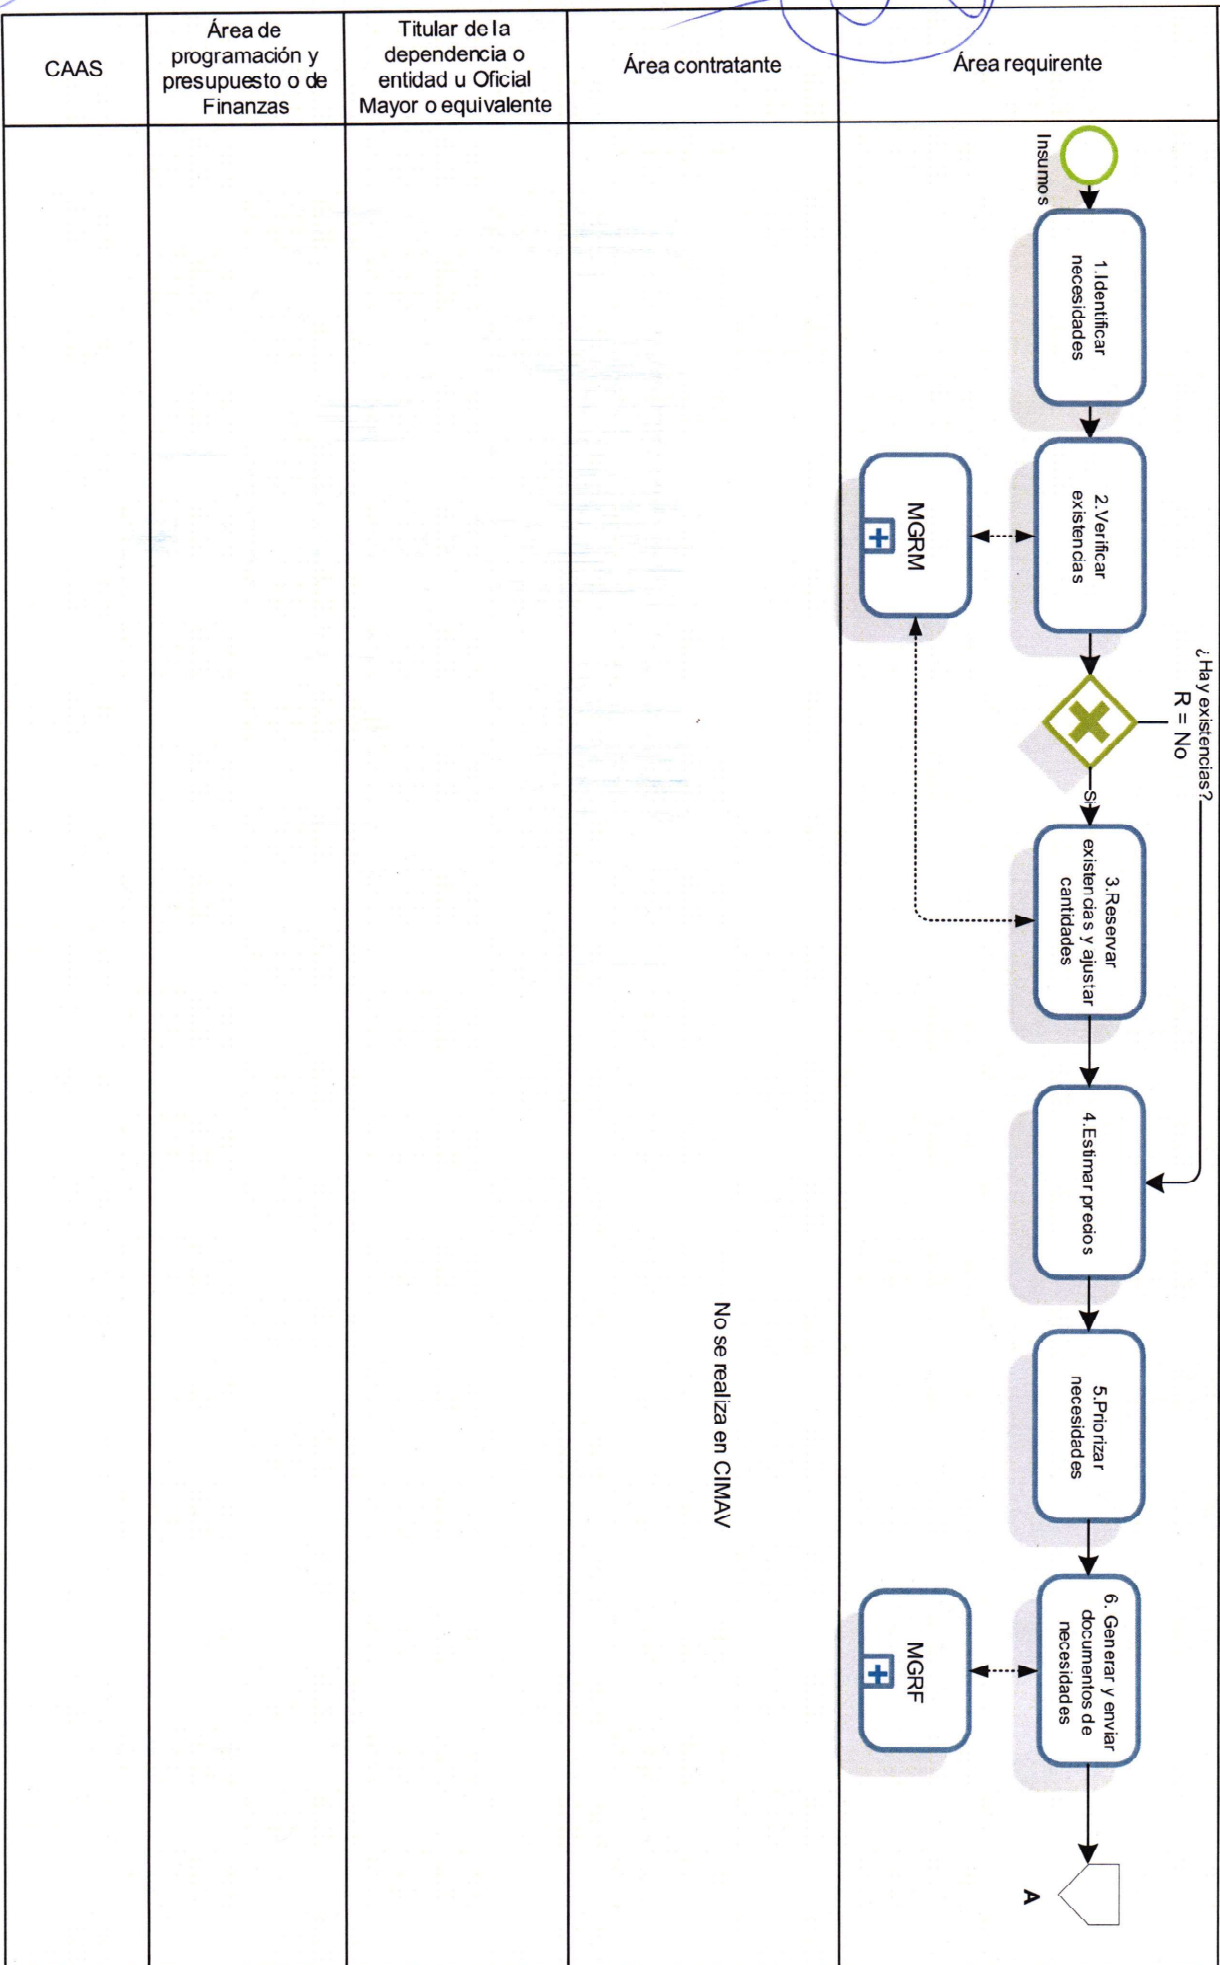 CAAS
Área de
programación y
presupuesto o de
Finanzas
Titular de la
dependencia o
entidad u Oficial
Mayor o equivalente
Área contratante
Área requirente
Insumos
1.Identificar
necesidades
2.Verificar
existencias
MGRM
¿Hay existencias?
R = No
Si
3.Reservar
existencias y ajustar
cantidades
4.Estimar precios
5.Priorizar
necesidades
6. Generar y enviar
documentos de
necesidades
MGRF
A
No se realiza en CIMAV